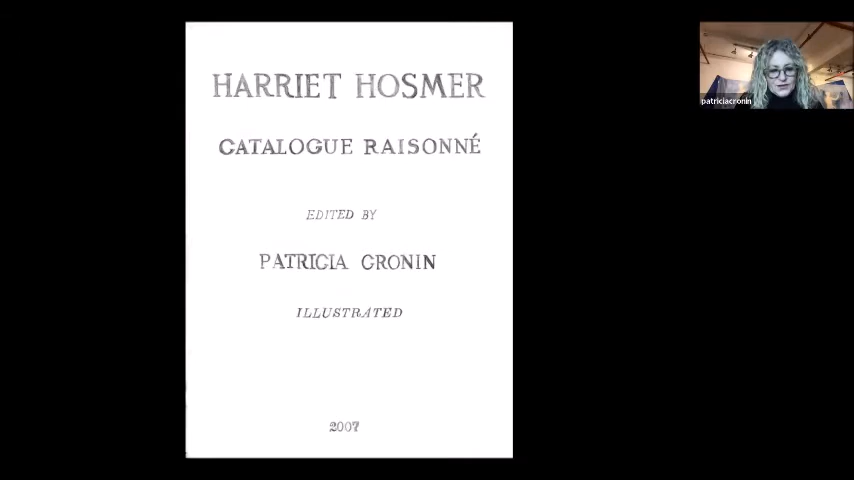 HARRIET HOSMER
CATALOGUE RAISONNÉ
EDITED BY
PATRICIA CRONIN
ILLUSTRATED
2007
patriciacronin